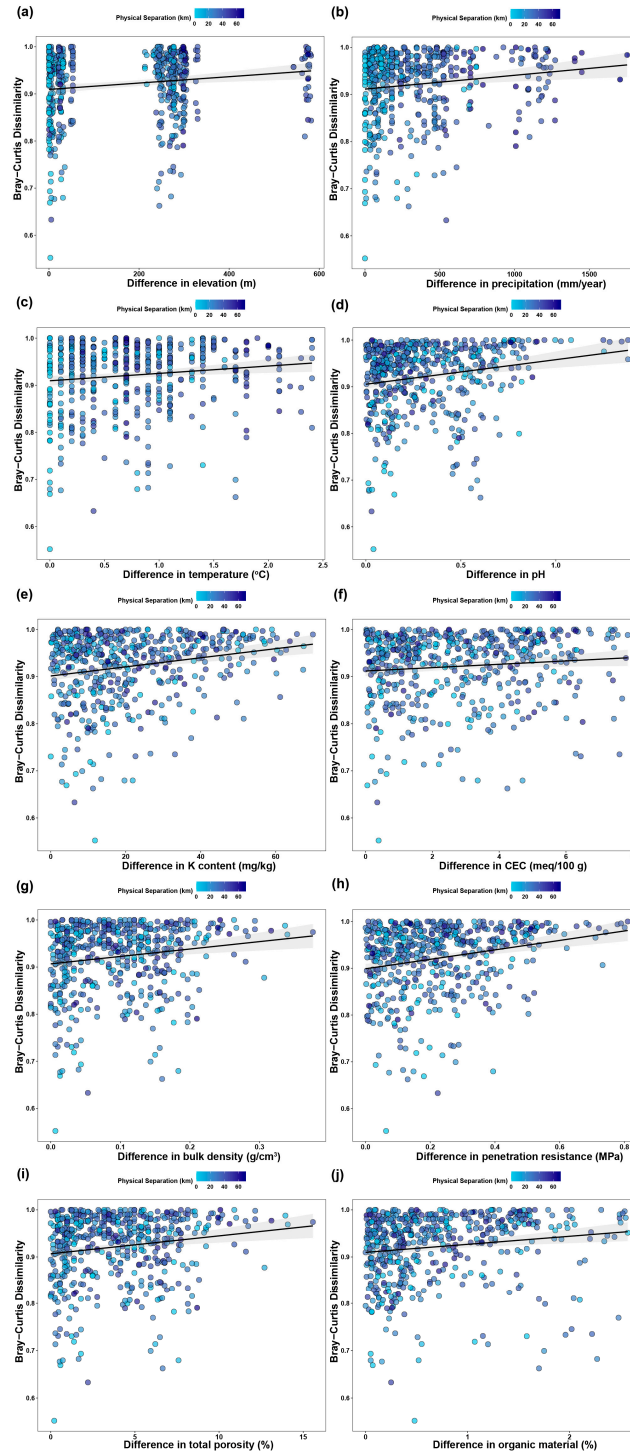 (a)
Physical Separation (km)
0 20 40 60
Bray−Curtis Dissimilarity
1.0
0.9
0.8
0.7
0.6
0
200
400
600
Difference in elevation (m)
(b)
Physical Separation (km)
0 20 40 60
Bray−Curtis Dissimilarity
1.0
0.9
0.8
0.7
0.6
0
500
1000
1500
Difference in precipitation (mm/year)
(c)
Physical Separation (km)
0 20 40 60
Bray−Curtis Dissimilarity
1.0
0.9
0.8
0.7
0.6
0.0
0.5
1.0
1.5
2.0
2.5
Difference in temperature (°C)
(d)
Physical Separation (km)
0 20 40 60
Bray−Curtis Dissimilarity
1.0
0.9
0.8
0.7
0.6
0.0
0.5
1.0
Difference in pH
(e)
Physical Separation (km)
0 20 40 60
Bray−Curtis Dissimilarity
1.0
0.9
0.8
0.7
0.6
0
20
40
60
Difference in K content (mg/kg)
(f)
Physical Separation (km)
0 20 40 60
Bray−Curtis Dissimilarity
1.0
0.9
0.8
0.7
0.6
0
2
4
6
Difference in CEC (meq/100 g)
(g)
Physical Separation (km)
0 20 40 60
Bray−Curtis Dissimilarity
1.0
0.9
0.8
0.7
0.6
0.0
0.1
0.2
0.3
Difference in bulk density (g/cm³)
(h)
Physical Separation (km)
0 20 40 60
Bray−Curtis Dissimilarity
1.0
0.9
0.8
0.7
0.6
0.0
0.2
0.4
0.6
0.8
Difference in penetration resistance (MPa)
(i)
Physical Separation (km)
0 20 40 60
Bray−Curtis Dissimilarity
1.0
0.9
0.8
0.7
0.6
0
5
10
15
Difference in total porosity (%)
(j)
Physical Separation (km)
0 20 40 60
Bray−Curtis Dissimilarity
1.0
0.9
0.8
0.7
0.6
0
1
2
Difference in organic material (%)